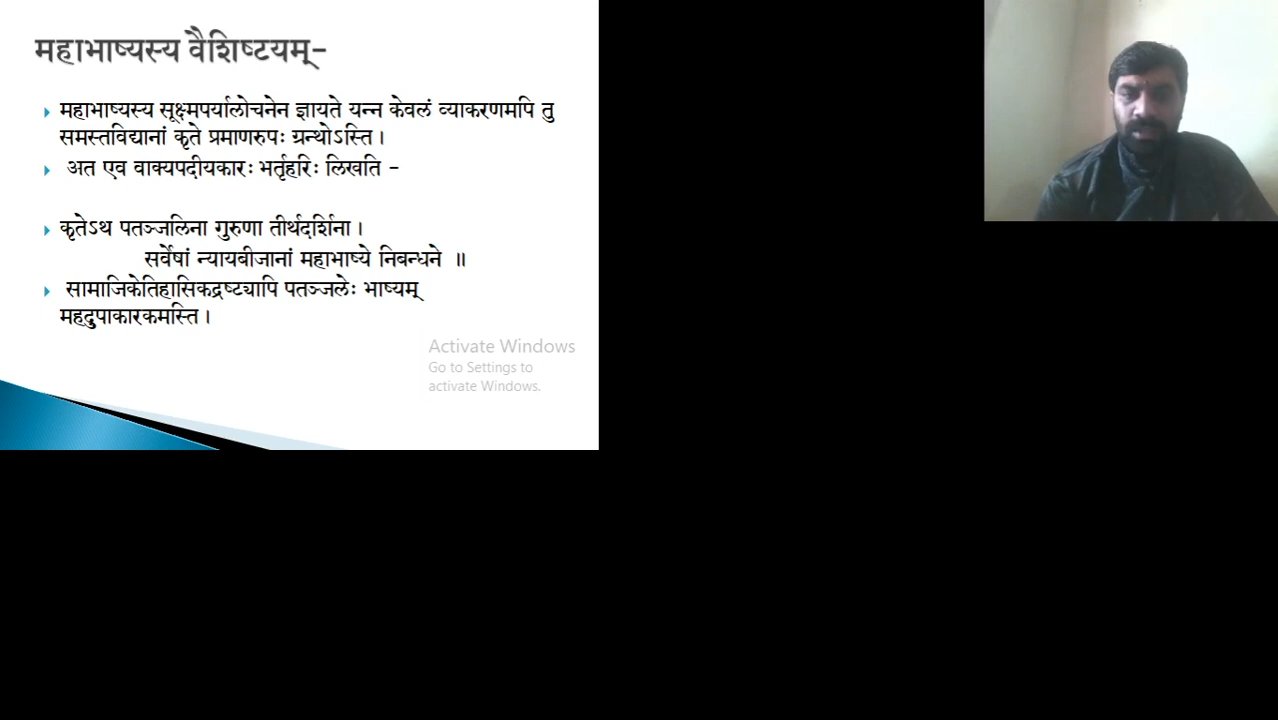 महाभाष्यस्य वैशिष्टयम्-
महाभाष्यस्य सूक्ष्मपर्यालोचनेन ज्ञायते यन्न केवलं व्याकरणमपि तु
समस्तविद्यानां कृते प्रमाणरुपः ग्रन्थोऽस्ति ।
अत एव वाक्यपदीयकारः भर्तृहरिः लिखति -
कृतेऽथ पतञ्जलिना गुरुणा तीर्थदर्शिना ।
सर्वेषां न्यायबीजानां महाभाष्ये निबन्धने ॥
सामाजिकेतिहासिकद्रष्ट्यापि पतञ्जलेः भाष्यम्
महदुपाकारकमस्ति ।
Activate Windows
Go to Settings to
activate Windows.